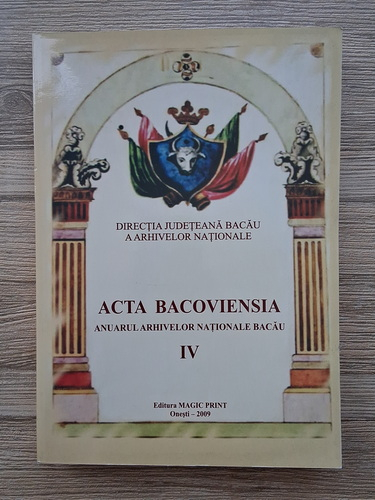 DIRECȚIA JUDEȚEANĂ BACĂU
A ARHIVELOR NAȚIONALE
ACTA BACOVIENSIA
ANUARUL ARHIVELOR NAȚIONALE BACĂU
IV
Editura MAGIC PRINT
Onești – 2009